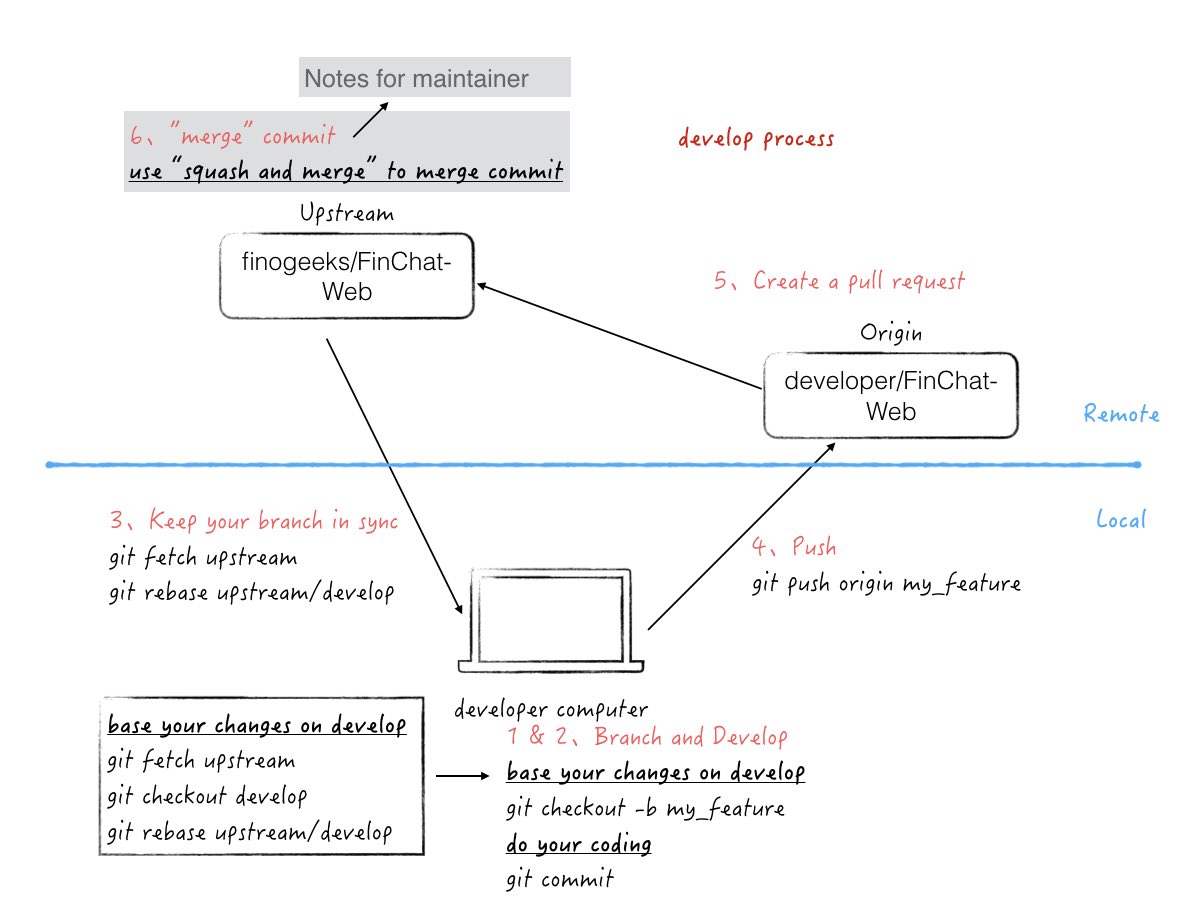 Notes for maintainer
6、"merge" commit
use "squash and merge" to merge commit
develop process
Upstream
finogeeks/FinChat-
Web
5、Create a pull request
Origin
developer/FinChat-
Web
Remote
Local
3、Keep your branch in sync
git fetch upstream
git rebase upstream/develop
4、Push
git push origin my_feature
developer computer
base your changes on develop
git fetch upstream
git checkout develop
git rebase upstream/develop
1 & 2、Branch and Develop
base your changes on develop
git checkout -b my_feature
do your coding
git commit